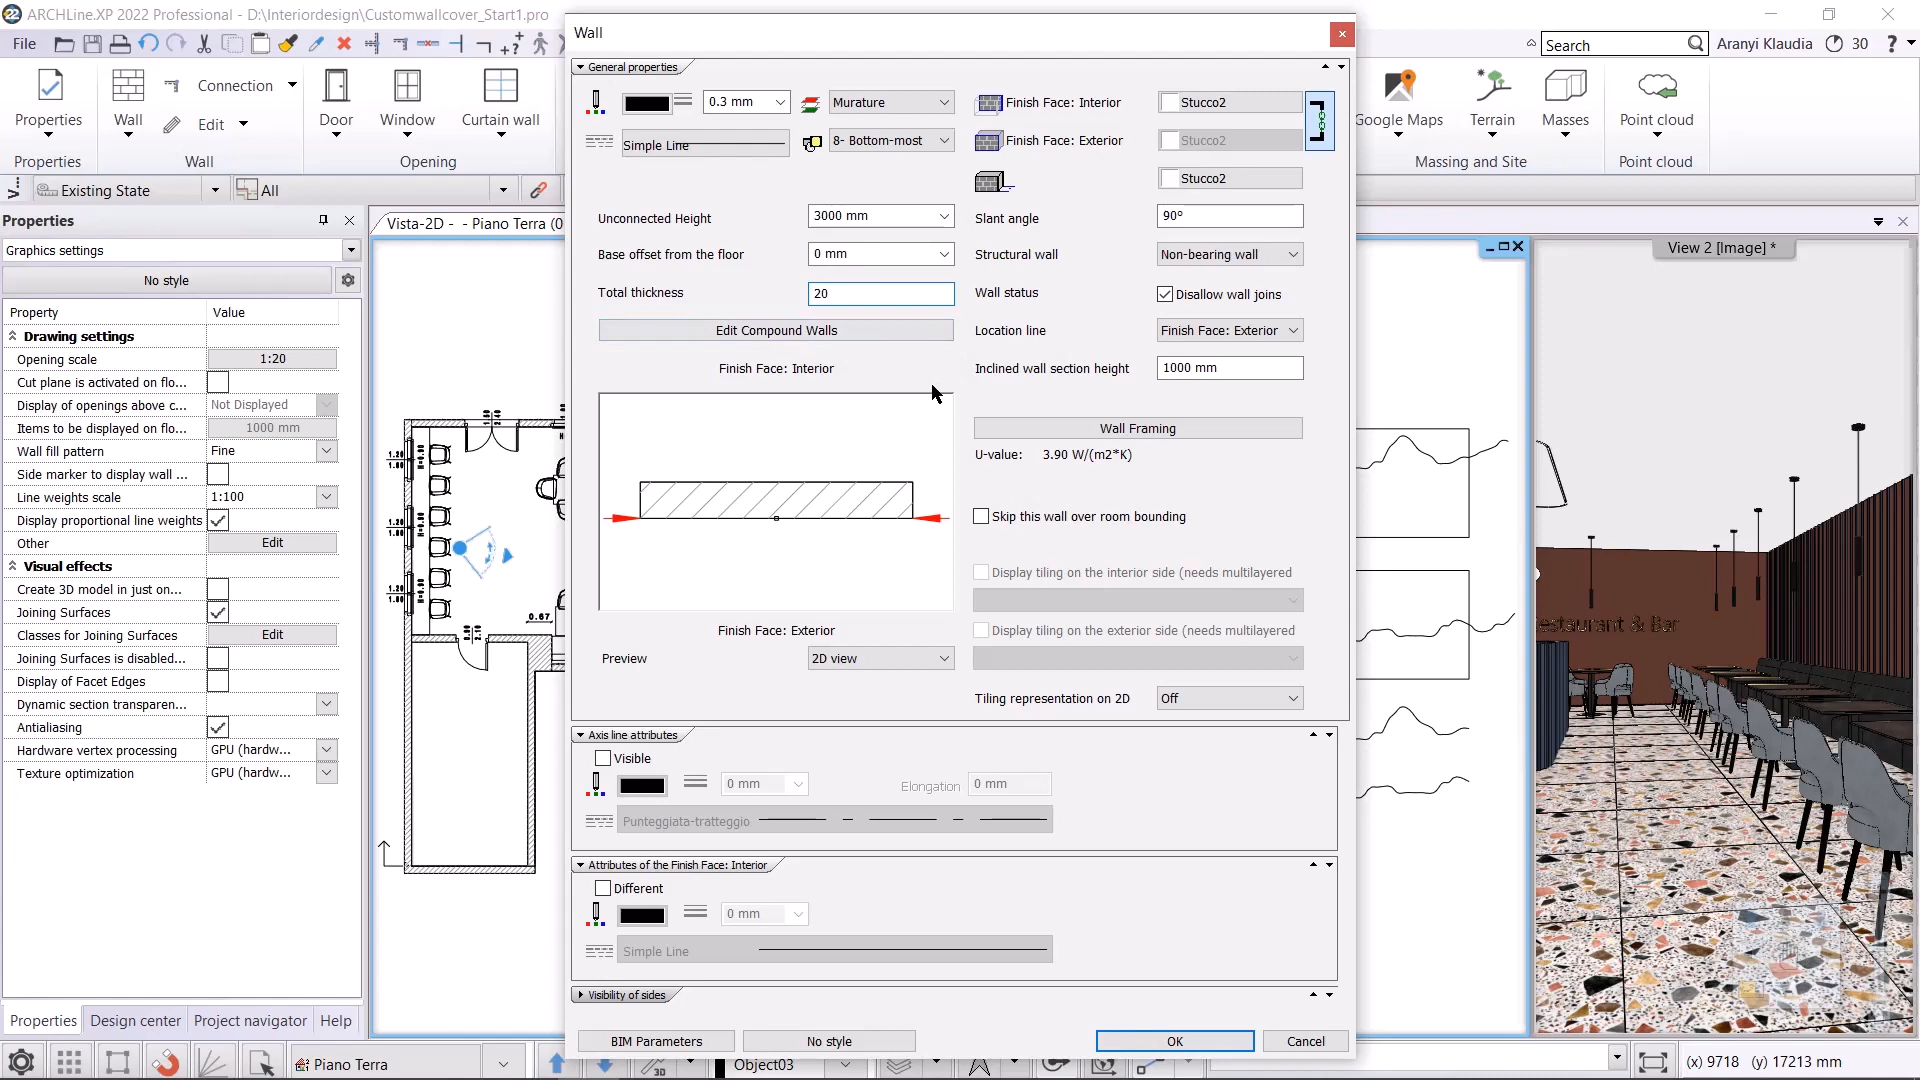 ARCHLine.XP 2022 Professional - D:\Interiordesign\Customwallcover_Start1.pro
File
Search
Aranyi Klaudia
30
?
Properties
Wall
Connection
Edit
Door
Window
Curtain wall
Google Maps
Terrain
Masses
Point cloud
Properties
Wall
Opening
Massing and Site
Point cloud
Existing State
All
Properties
Vista-2D - - Piano Terra (0
View 2 [Image] *
Graphics settings
No style
Property Value
Drawing settings
Opening scale 1:20
Cut plane is activated on flo...
Display of openings above c... Not Displayed
Items to be displayed on flo... 1000 mm
Wall fill pattern Fine
Side marker to display wall ...
Line weights scale 1:100
Display proportional line weights
Other Edit
Visual effects
Create 3D model in just on...
Joining Surfaces
Classes for Joining Surfaces Edit
Joining Surfaces is disabled...
Display of Facet Edges
Dynamic section transparen...
Antialiasing
Hardware vertex processing GPU (hardw...
Texture optimization GPU (hardw...
Properties Design center Project navigator Help
Wall
General properties
0.3 mm
Murature
Finish Face: Interior
Stucco2
Simple Line
8- Bottom-most
Finish Face: Exterior
Stucco2
Stucco2
Unconnected Height 3000 mm
Slant angle 90º
Base offset from the floor 0 mm
Structural wall Non-bearing wall
Total thickness 20
Wall status Disallow wall joins
Edit Compound Walls
Location line Finish Face: Exterior
Finish Face: Interior
Inclined wall section height 1000 mm
Wall Framing
U-value: 3.90 W/(m2*K)
Skip this wall over room bounding
Display tiling on the interior side (needs multilayered
Finish Face: Exterior
Display tiling on the exterior side (needs multilayered
Preview 2D view
Tiling representation on 2D Off
Axis line attributes
Visible
0 mm
Elongation 0 mm
Punteggiata-tratteggio
Attributes of the Finish Face: Interior
Different
0 mm
Simple Line
Visibility of sides
BIM Parameters
No style
OK
Cancel
1.20
1.20
0.67
estaurant & Bar
Piano Terra
3D
Object03
(x) 9718 (y) 17213 mm